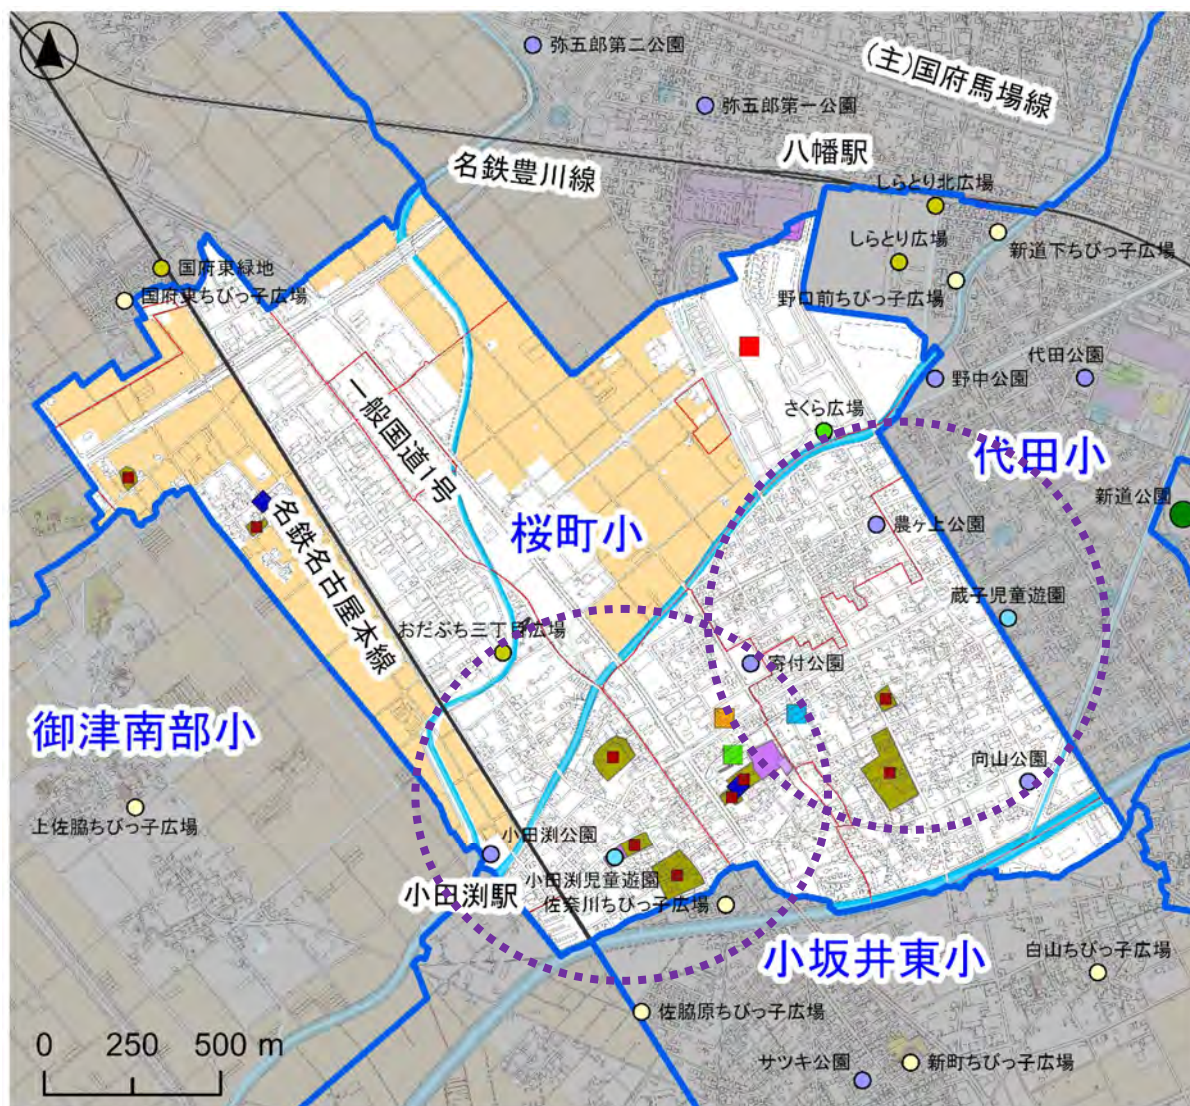 弥五郎第二公園
(主)国府馬場線
弥五郎第一公園
八幡駅
名鉄豊川線
しらとり北広場
しらとり広場
新道下ちびっ子広場
国府東緑地
国府東ちびっ子広場
野口前ちびっ子広場
代田公園
野中公園
一般国道1号
さくら広場
代田小
新道公園
名鉄名古屋本線
桜町小
農ヶ上公園
蔵子児童遊園
おだぶち三丁目広場
寄付公園
御津南部小
向山公園
上佐脇ちびっ子広場
小田渕公園
小田渕児童遊園
小田渕駅
佐奈川ちびっ子広場
小坂井東小
白山ちびっ子広場
佐脇原ちびっ子広場
0 250 500 m
サツキ公園
新町ちびっ子広場